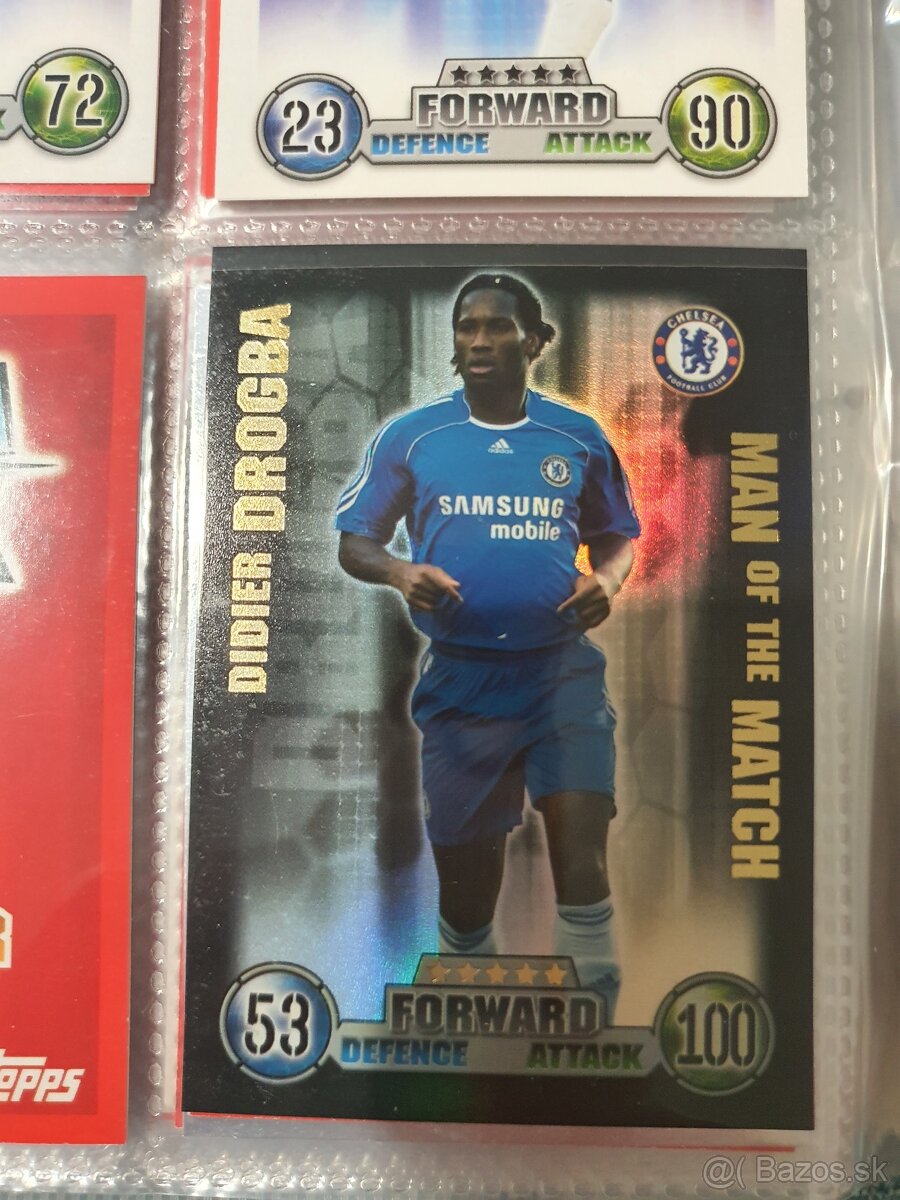 72
★★★★★
23 FORWARD 90
DEFENCE ATTACK
DIDIER DROGBA
CHELSEA
FOOTBALL CLUB
adidas
SAMSUNG
mobile
MAN OF THE MATCH
★★★★★
53 FORWARD 100
DEFENCE ATTACK
@( Bazos.sk